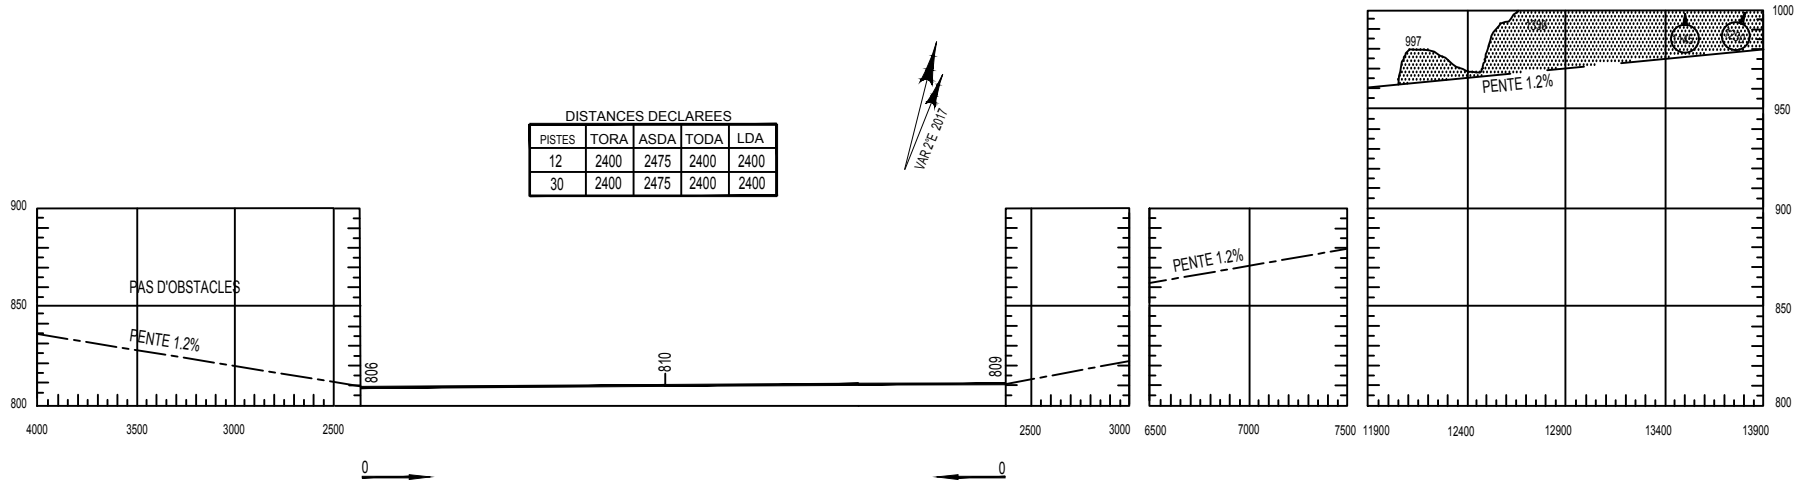 DISTANCES DECLAREES
PISTES TORA ASDA TODA LDA
12 2400 2475 2400 2400
30 2400 2475 2400 2400
VAR 2°E 2017
900
850
800
PAS D'OBSTACLES
PENTE 1.2%
4000 3500 3000 2500
806
810
809
0
0
2500 3000
PENTE 1.2%
6500 7000 7500
997
PENTE 1.2%
11900 12400 12900 13400 13900
1000
950
900
850
800